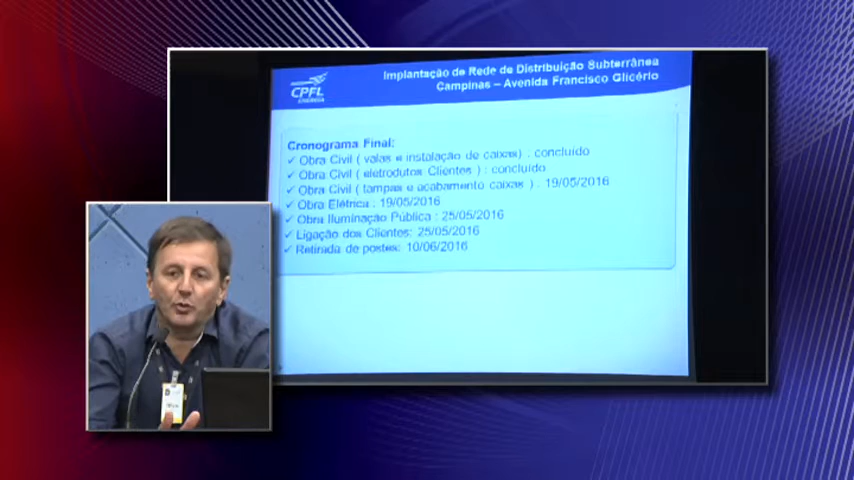 CPFL
ENERGIA
Implantação de Rede de Distribuição Subterrânea
Campinas – Avenida Francisco Glicério
Cronograma Final:
✓ Obra Civil ( valas e instalação de caixas) : concluído
✓ Obra Civil ( eletrodutos Clientes ) : concluído
✓ Obra Civil ( tampas e acabamento caixas ) : 19/05/2016
✓ Obra Elétrica : 19/05/2016
✓ Obra Iluminação Pública : 25/05/2016
✓ Ligação dos Clientes: 25/05/2016
✓ Retirada de postes: 10/06/2016